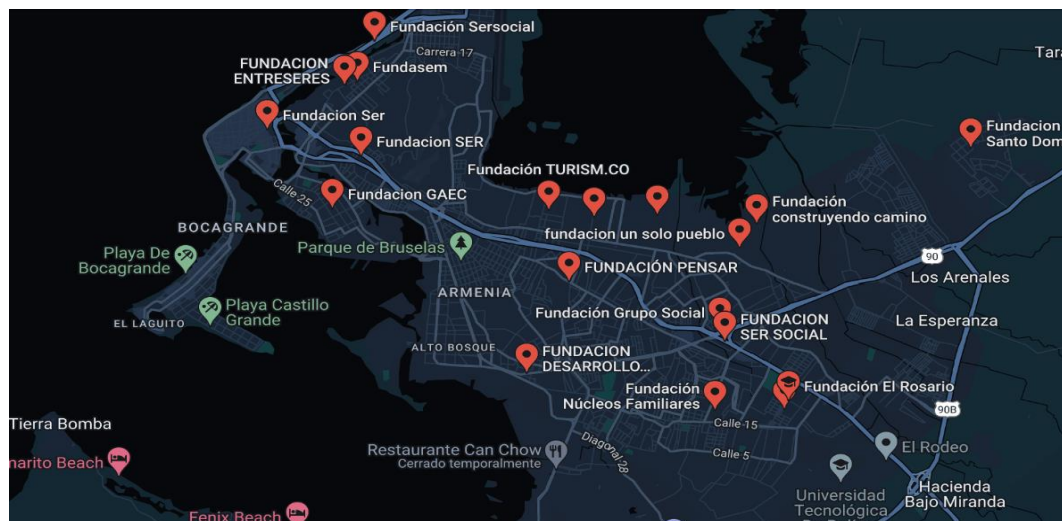 Fundación Sersocial
Carrera 17
FUNDACION
ENTRESERES
Fundasem
Fundacion Ser
Fundacion SER
Fundacion
Santo Dom
Fundación TURISM.CO
Calle 25
Fundacion GAEC
Fundación
construyendo camino
BOCAGRANDE
fundacion un solo pueblo
Parque de Bruselas
Playa De
Bocagrande
90
FUNDACIÓN PENSAR
Los Arenales
ARMENIA
Playa Castillo
Grande
Fundación Grupo Social
EL LAGUITO
FUNDACION
SER SOCIAL
La Esperanza
ALTO BOSQUE
FUNDACION
DESARROLLO...
Fundación
Núcleos Familiares
Fundación El Rosario
90B
Tierra Bomba
Calle 15
Restaurante Can Chow
Cerrado temporalmente
Diagonal 28
Calle 5
El Rodeo
marito Beach
Hacienda
Bajo Miranda
Universidad
Tecnológica
Fenix Beach